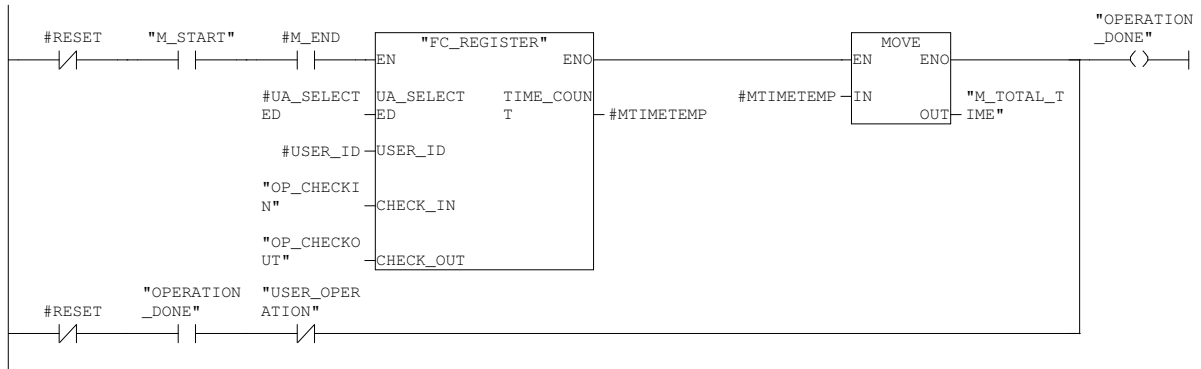 "OPERATION
#RESET "M_START" #M_END "FC_REGISTER" MOVE _DONE"
EN ENO EN ENO
#UA_SELECT UA_SELECT TIME_COUN #MTIMETEMP IN "M_TOTAL_T
ED ED T #MTIMETEMP OUT IME"
#USER_ID USER_ID
"OP_CHECKI
N" CHECK_IN
"OP_CHECKO
UT" CHECK_OUT
"OPERATION "USER_OPER
#RESET _DONE" ATION"